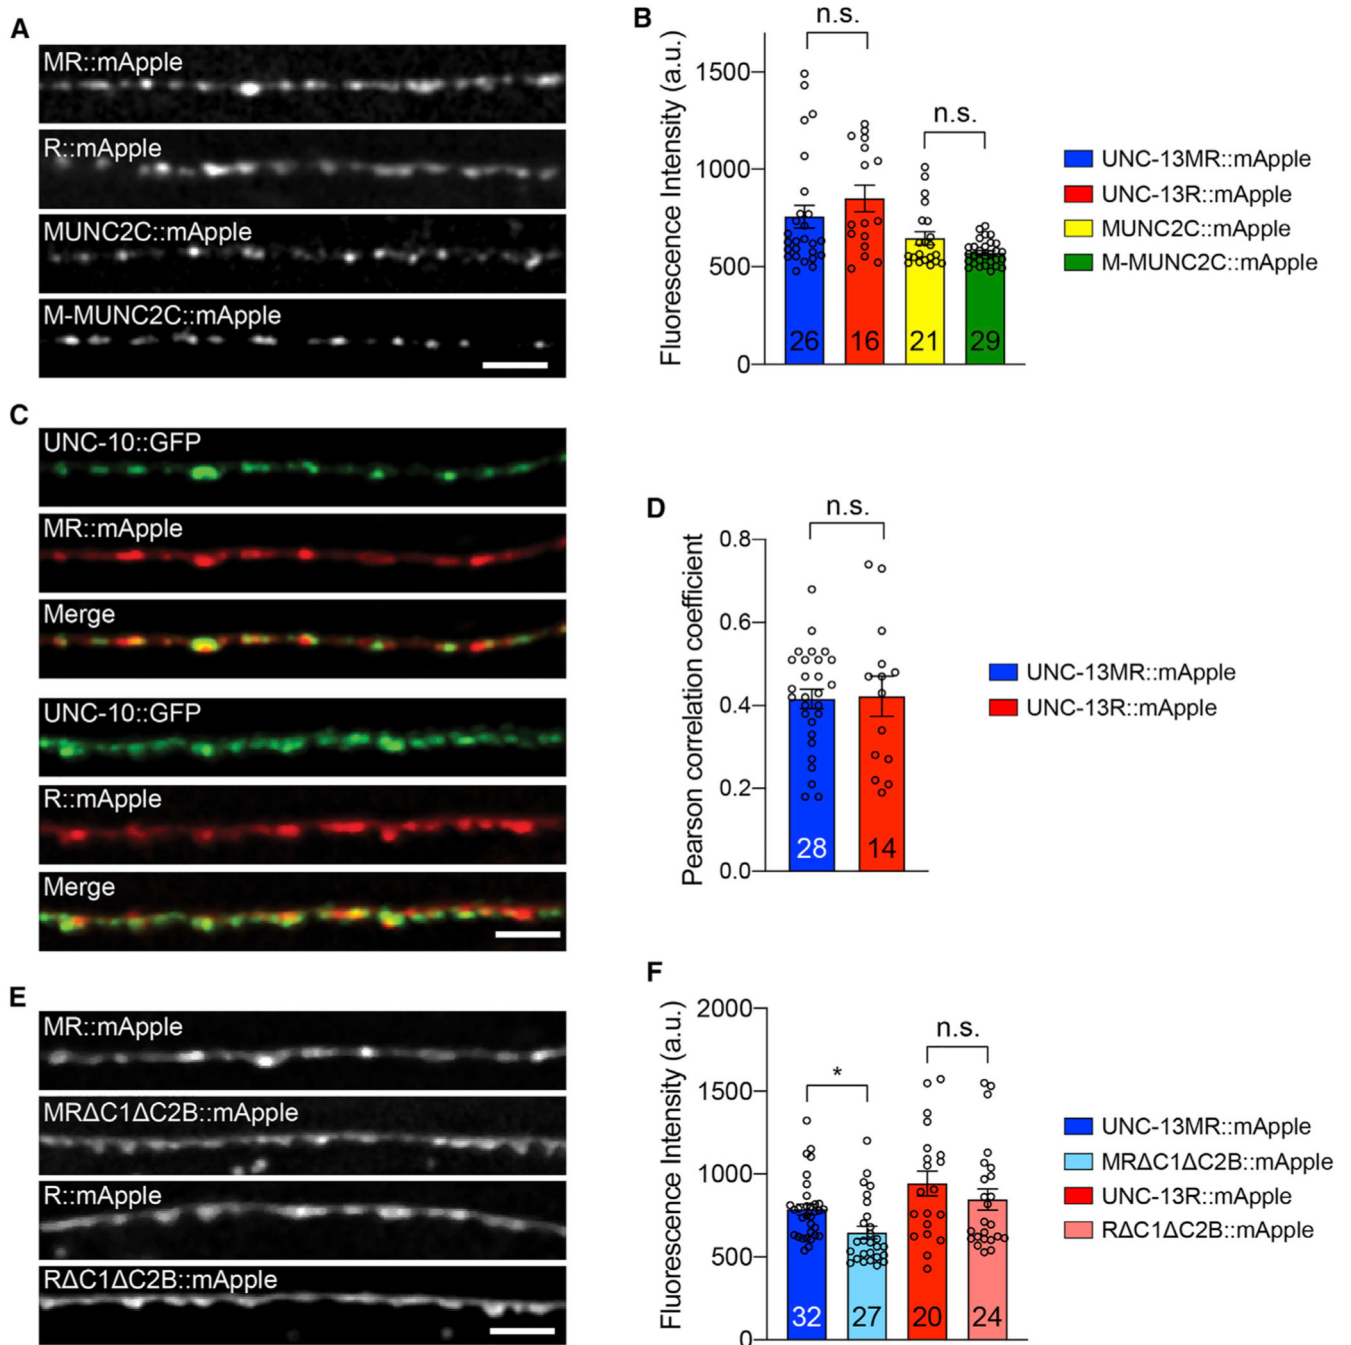 A
MR::mApple
R::mApple
MUNC2C::mApple
M-MUNC2C::mApple
B
n.s.
n.s.
Fluorescence Intensity (a.u.)
1500
1000
500
0
26
16
21
29
UNC-13MR::mApple
UNC-13R::mApple
MUNC2C::mApple
M-MUNC2C::mApple
C
UNC-10::GFP
MR::mApple
Merge
UNC-10::GFP
R::mApple
Merge
D
n.s.
Pearson correlation coefficient
0.8
0.6
0.4
0.2
0.0
28
14
UNC-13MR::mApple
UNC-13R::mApple
E
MR::mApple
MRΔC1ΔC2B::mApple
R::mApple
RΔC1ΔC2B::mApple
F
*
n.s.
Fluorescence Intensity (a.u.)
2000
1500
1000
500
0
32
27
20
24
UNC-13MR::mApple
MRΔC1ΔC2B::mApple
UNC-13R::mApple
RΔC1ΔC2B::mApple